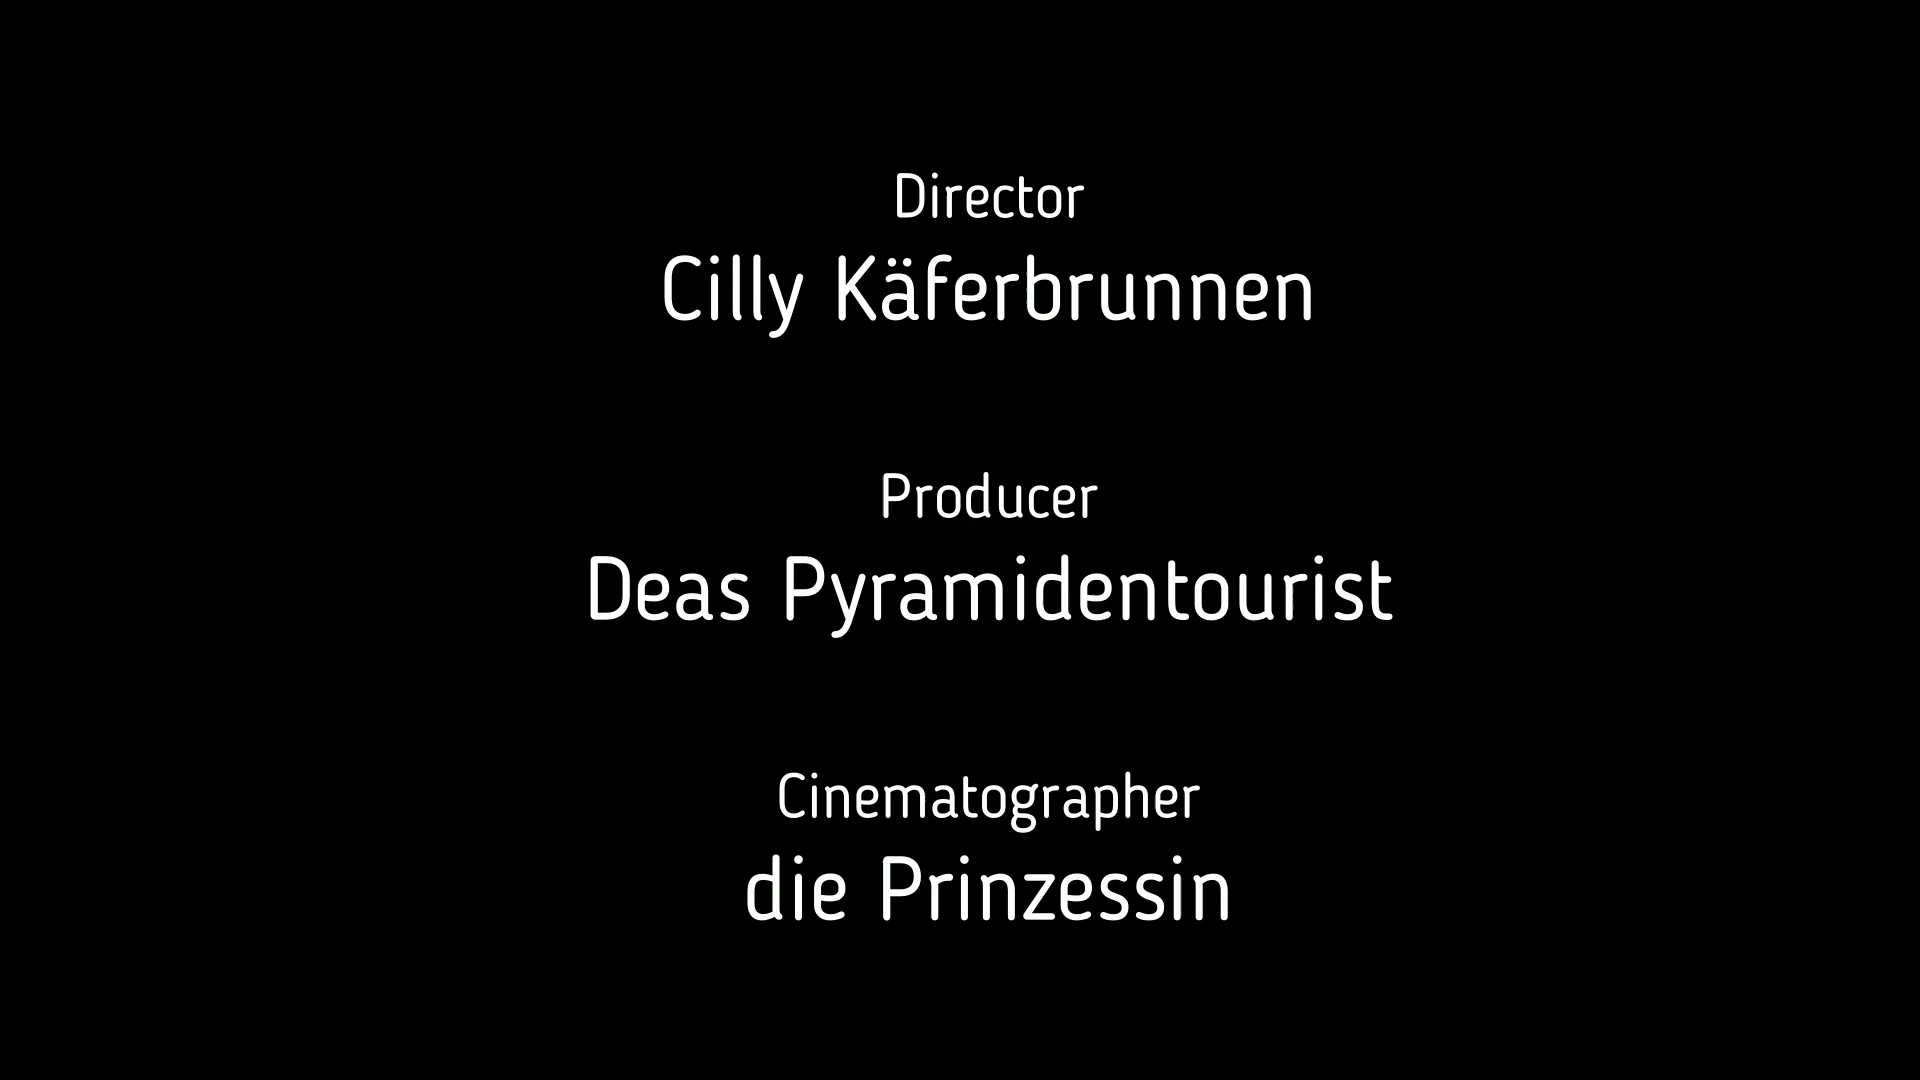 Director
Cilly Käferbrunnen
Producer
Deas Pyramidentourist
Cinematographer
die Prinzessin